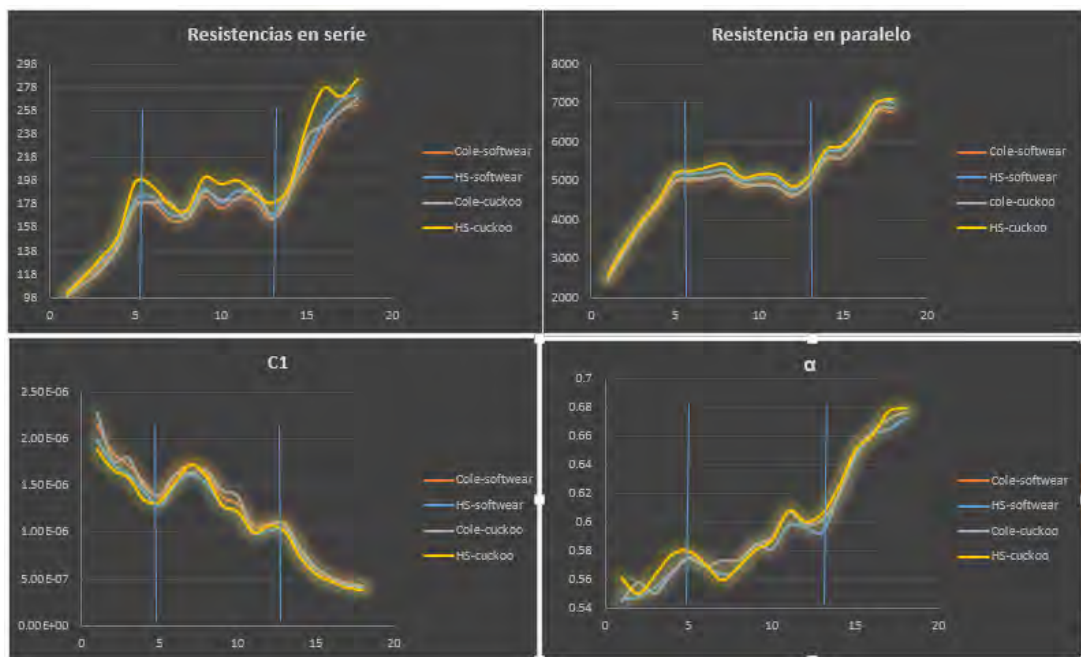 Resistencias en serie
298
278
258
238
218
198
178
158
138
118
98
0 5 10 15 20
Cole-softwear
HS-softwear
Cole-cuckoo
HS-cuckoo
Resistencia en paralelo
8000
7000
6000
5000
4000
3000
2000
0 5 10 15 20
Cole-softwear
HS-softwear
cole-cuckoo
HS-cuckoo
C1
2.50E-06
2.00E-06
1.50E-06
1.00E-06
5.00E-07
0.00E+00
0 5 10 15 20
Cole-softwear
HS-softwear
Cole-cuckoo
HS-cuckoo
α
0.7
0.68
0.66
0.64
0.62
0.6
0.58
0.56
0.54
0 5 10 15 20
Cole-softwear
HS-softwear
Cole-cuckoo
HS-cuckoo